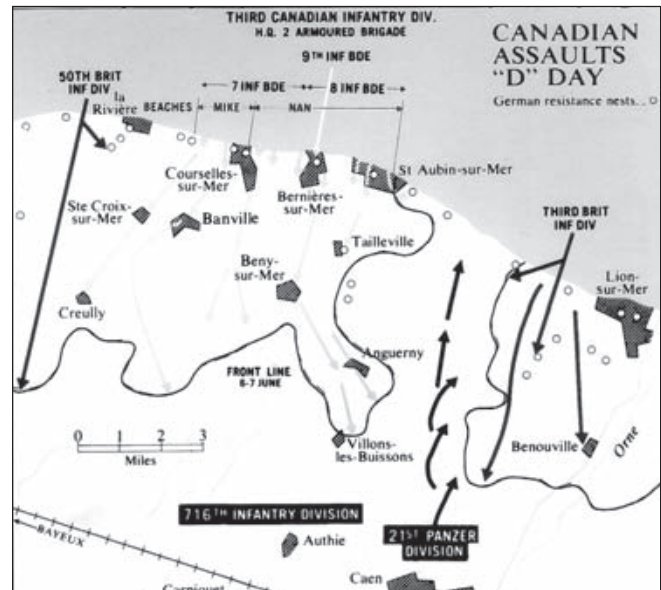 THIRD CANADIAN INFANTRY DIV.
H.Q. 2 ARMOURED BRIGADE
9TH INF BDE
CANADIAN
ASSAULTS
"D" DAY
German resistance nests.. o
50TH BRIT
INF DIV
la
Rivière
BEACHES
7 INF BDE
8 INF BDE
MIKE
NAN
Courselles-
sur-Mer
Bernières-
sur-Mer
St Aubin-sur-Mer
Ste Croix-
sur-Mer
Banville
Tailleville
THIRD BRIT
INF DIV
Beny-
sur-Mer
Lion-
sur-Mer
Creully
Anguerny
FRONT LINE
6-7 JUNE
0 1 2 3
Miles
Villons-
les-Buissons
Benouville
Orne
716TH INFANTRY DIVISION
21ST PANZER
DIVISION
BAYEUX
Authie
Caen